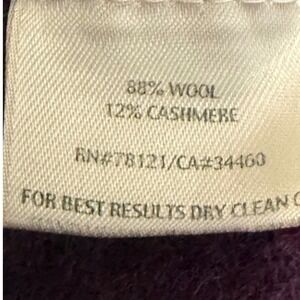 88% WOOL
12% CASHMERE
RN#78121/CA#34460
FOR BEST RESULTS DRY CLEAN